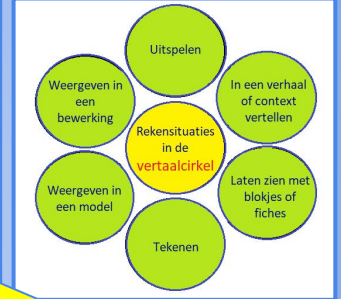 Uitspelen
Weergeven in
een
bewerking
In een verhaal
of context
vertellen
Rekensituaties
in de
vertaalcirkel
Weergeven in
een model
Laten zien met
blokjes of
fiches
Tekenen